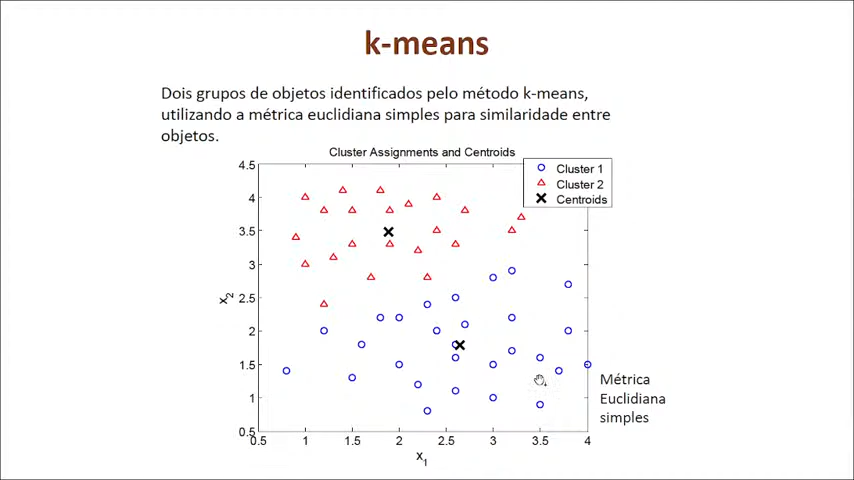 k-means
Dois grupos de objetos identificados pelo método k-means,
utilizando a métrica euclidiana simples para similaridade entre
objetos.
Cluster Assignments and Centroids
Cluster 1
Cluster 2
Centroids
4.5
4
3.5
3
2.5
2
1.5
1
0.5
x2
0.5 1 1.5 2 2.5 3 3.5 4
x1
Métrica
Euclidiana
simples